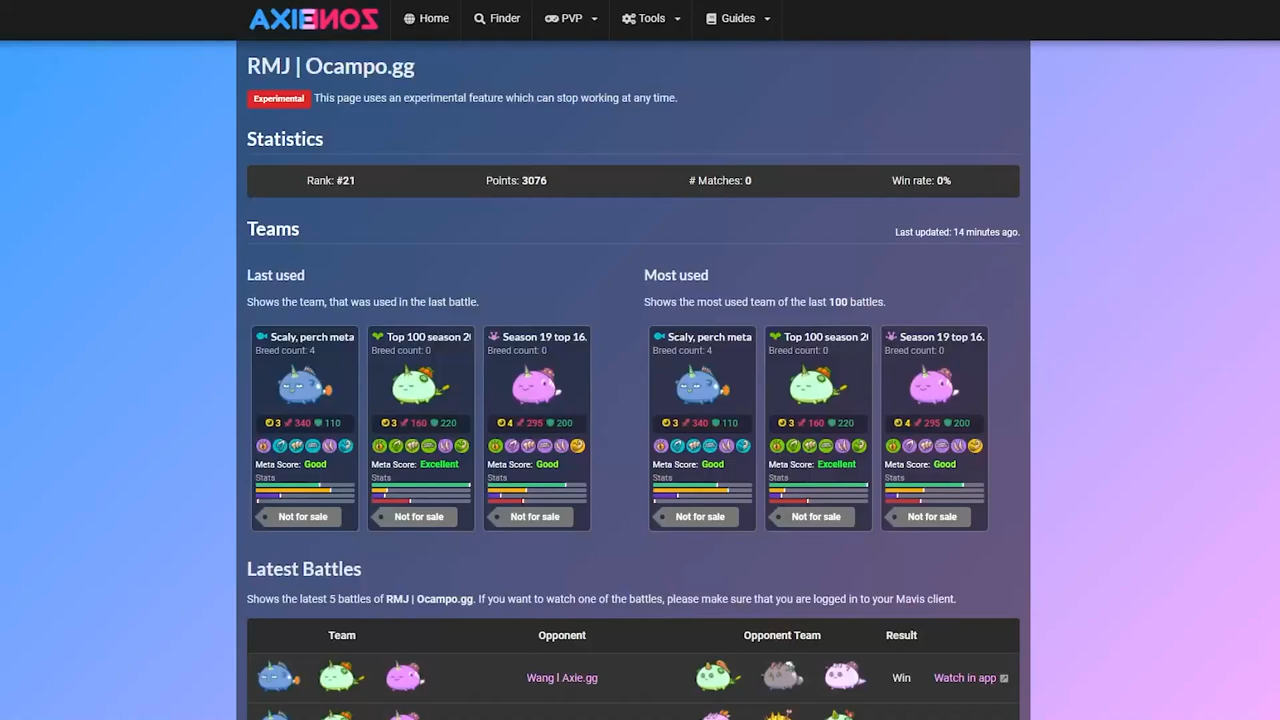 AXIE ZONE
Home
Finder
PVP
Tools
Guides
RMJ | Ocampo.gg
Experimental This page uses an experimental feature which can stop working at any time.
Statistics
Rank: #21
Points: 3076
# Matches: 0
Win rate: 0%
Teams
Last updated: 14 minutes ago.
Last used
Shows the team, that was used in the last battle.
Scaly, perch meta
Breed count: 4
3 340 110
Meta Score: Good
Stats
Not for sale
Top 100 season 2
Breed count: 0
3 160 220
Meta Score: Excellent
Stats
Not for sale
Season 19 top 16.
Breed count: 0
4 295 200
Meta Score: Good
Stats
Not for sale
Most used
Shows the most used team of the last 100 battles.
Scaly, perch meta
Breed count: 4
3 340 110
Meta Score: Good
Stats
Not for sale
Top 100 season 2
Breed count: 0
3 160 220
Meta Score: Excellent
Stats
Not for sale
Season 19 top 16.
Breed count: 0
4 295 200
Meta Score: Good
Stats
Not for sale
Latest Battles
Shows the latest 5 battles of RMJ | Ocampo.gg. If you want to watch one of the battles, please make sure that you are logged in to your Mavis client.
Team
Opponent
Opponent Team
Result
Wang l Axie.gg
Win
Watch in app